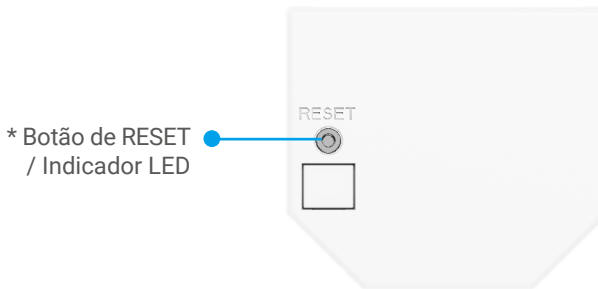 RESET
* Botão de RESET
/ Indicador LED